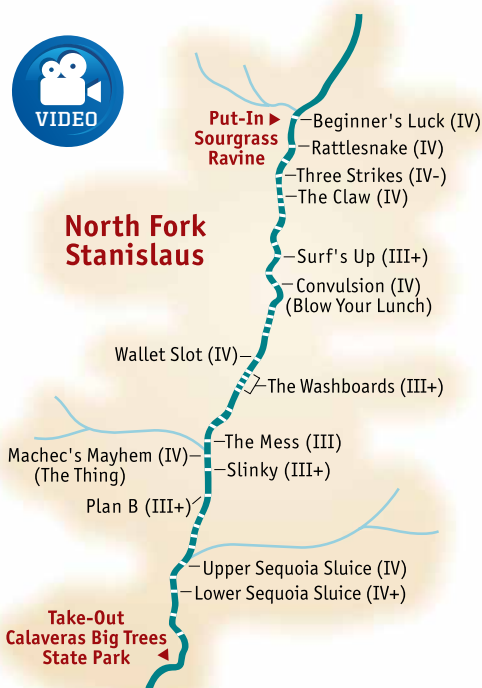 VIDEO
Put-In
Sourgrass
Ravine
Beginner's Luck (IV)
Rattlesnake (IV)
Three Strikes (IV-)
The Claw (IV)
North Fork
Stanislaus
Surf's Up (III+)
Convulsion (IV)
(Blow Your Lunch)
Wallet Slot (IV)
The Washboards (III+)
The Mess (III)
Machec's Mayhem (IV)
(The Thing)
Slinky (III+)
Plan B (III+)
Upper Sequoia Sluice (IV)
Lower Sequoia Sluice (IV+)
Take-Out
Calaveras Big Trees
State Park